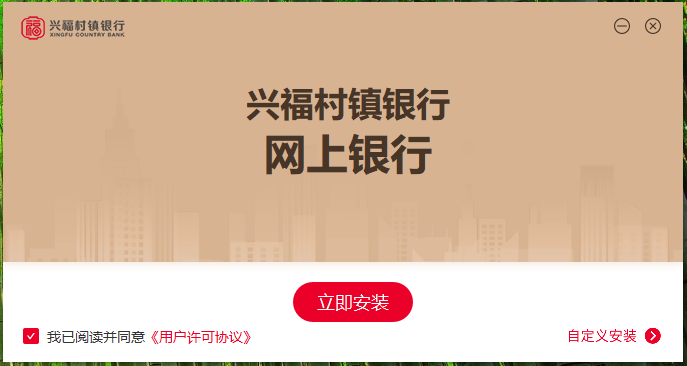 兴福村镇银行
XINGFU COUNTRY BANK
兴福村镇银行
网上银行
立即安装
我已阅读并同意《用户许可协议》
自定义安装